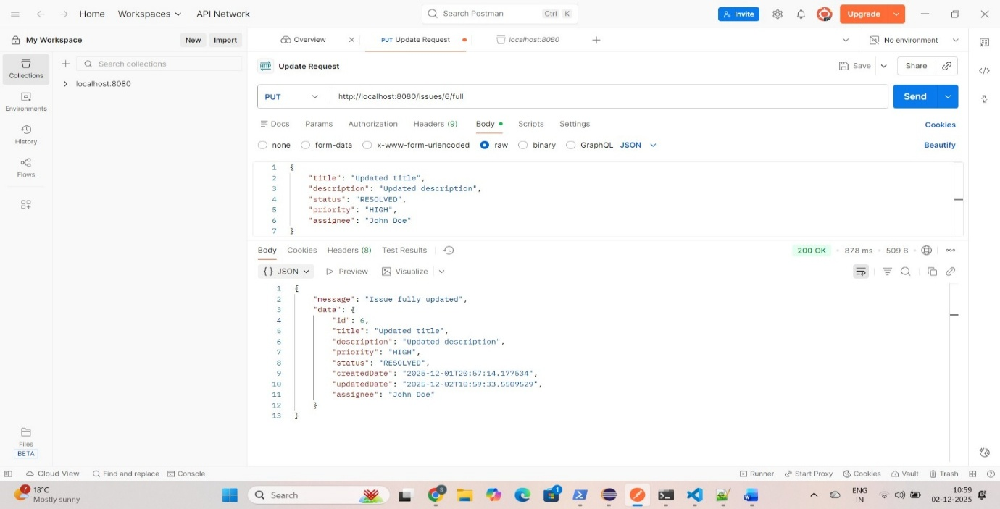 Home Workspaces API Network Search Postman Ctrl K Invite Upgrade
My Workspace New Import Overview PUT Update Request localhost:8080 No environment
Collections Search collections HTTP Update Request Save Share
localhost:8080
PUT http://localhost:8080/issues/6/full Send
Environments
Docs Params Authorization Headers (9) Body Scripts Settings Cookies
History
none form-data x-www-form-urlencoded raw binary GraphQL JSON Beautify
Flows
1 {
2 "title": "Updated title",
3 "description": "Updated description",
4 "status": "RESOLVED",
5 "priority": "HIGH",
6 "assignee": "John Doe"
7 }
Body Cookies Headers (8) Test Results 200 OK 878 ms 509 B
{} JSON Preview Visualize
1 {
2 "message": "Issue fully updated",
3 "data": {
4 "id": 6,
5 "title": "Updated title",
6 "description": "Updated description",
7 "priority": "HIGH",
8 "status": "RESOLVED",
9 "createdDate": "2025-12-01T20:57:14.177534",
10 "updatedDate": "2025-12-02T10:59:33.5509529",
11 "assignee": "John Doe"
12 }
13 }
Files
BETA
Cloud View Find and replace Console Runner Start Proxy Cookies Vault Trash
7 18°C
Mostly sunny
Search
5
1
ENG
IN
10:59
02-12-2025